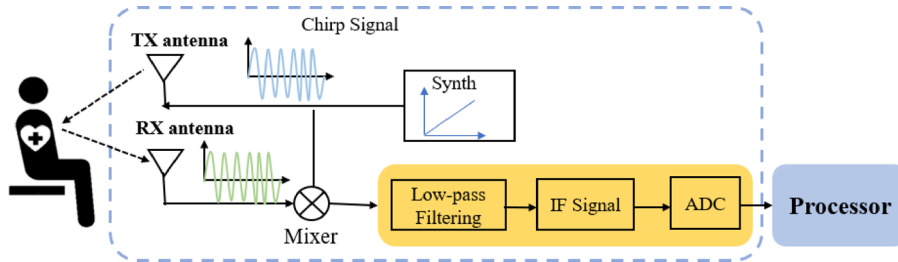 Chirp Signal
TX antenna
Synth
RX antenna
Low-pass
Filtering
IF Signal
ADC
Processor
Mixer